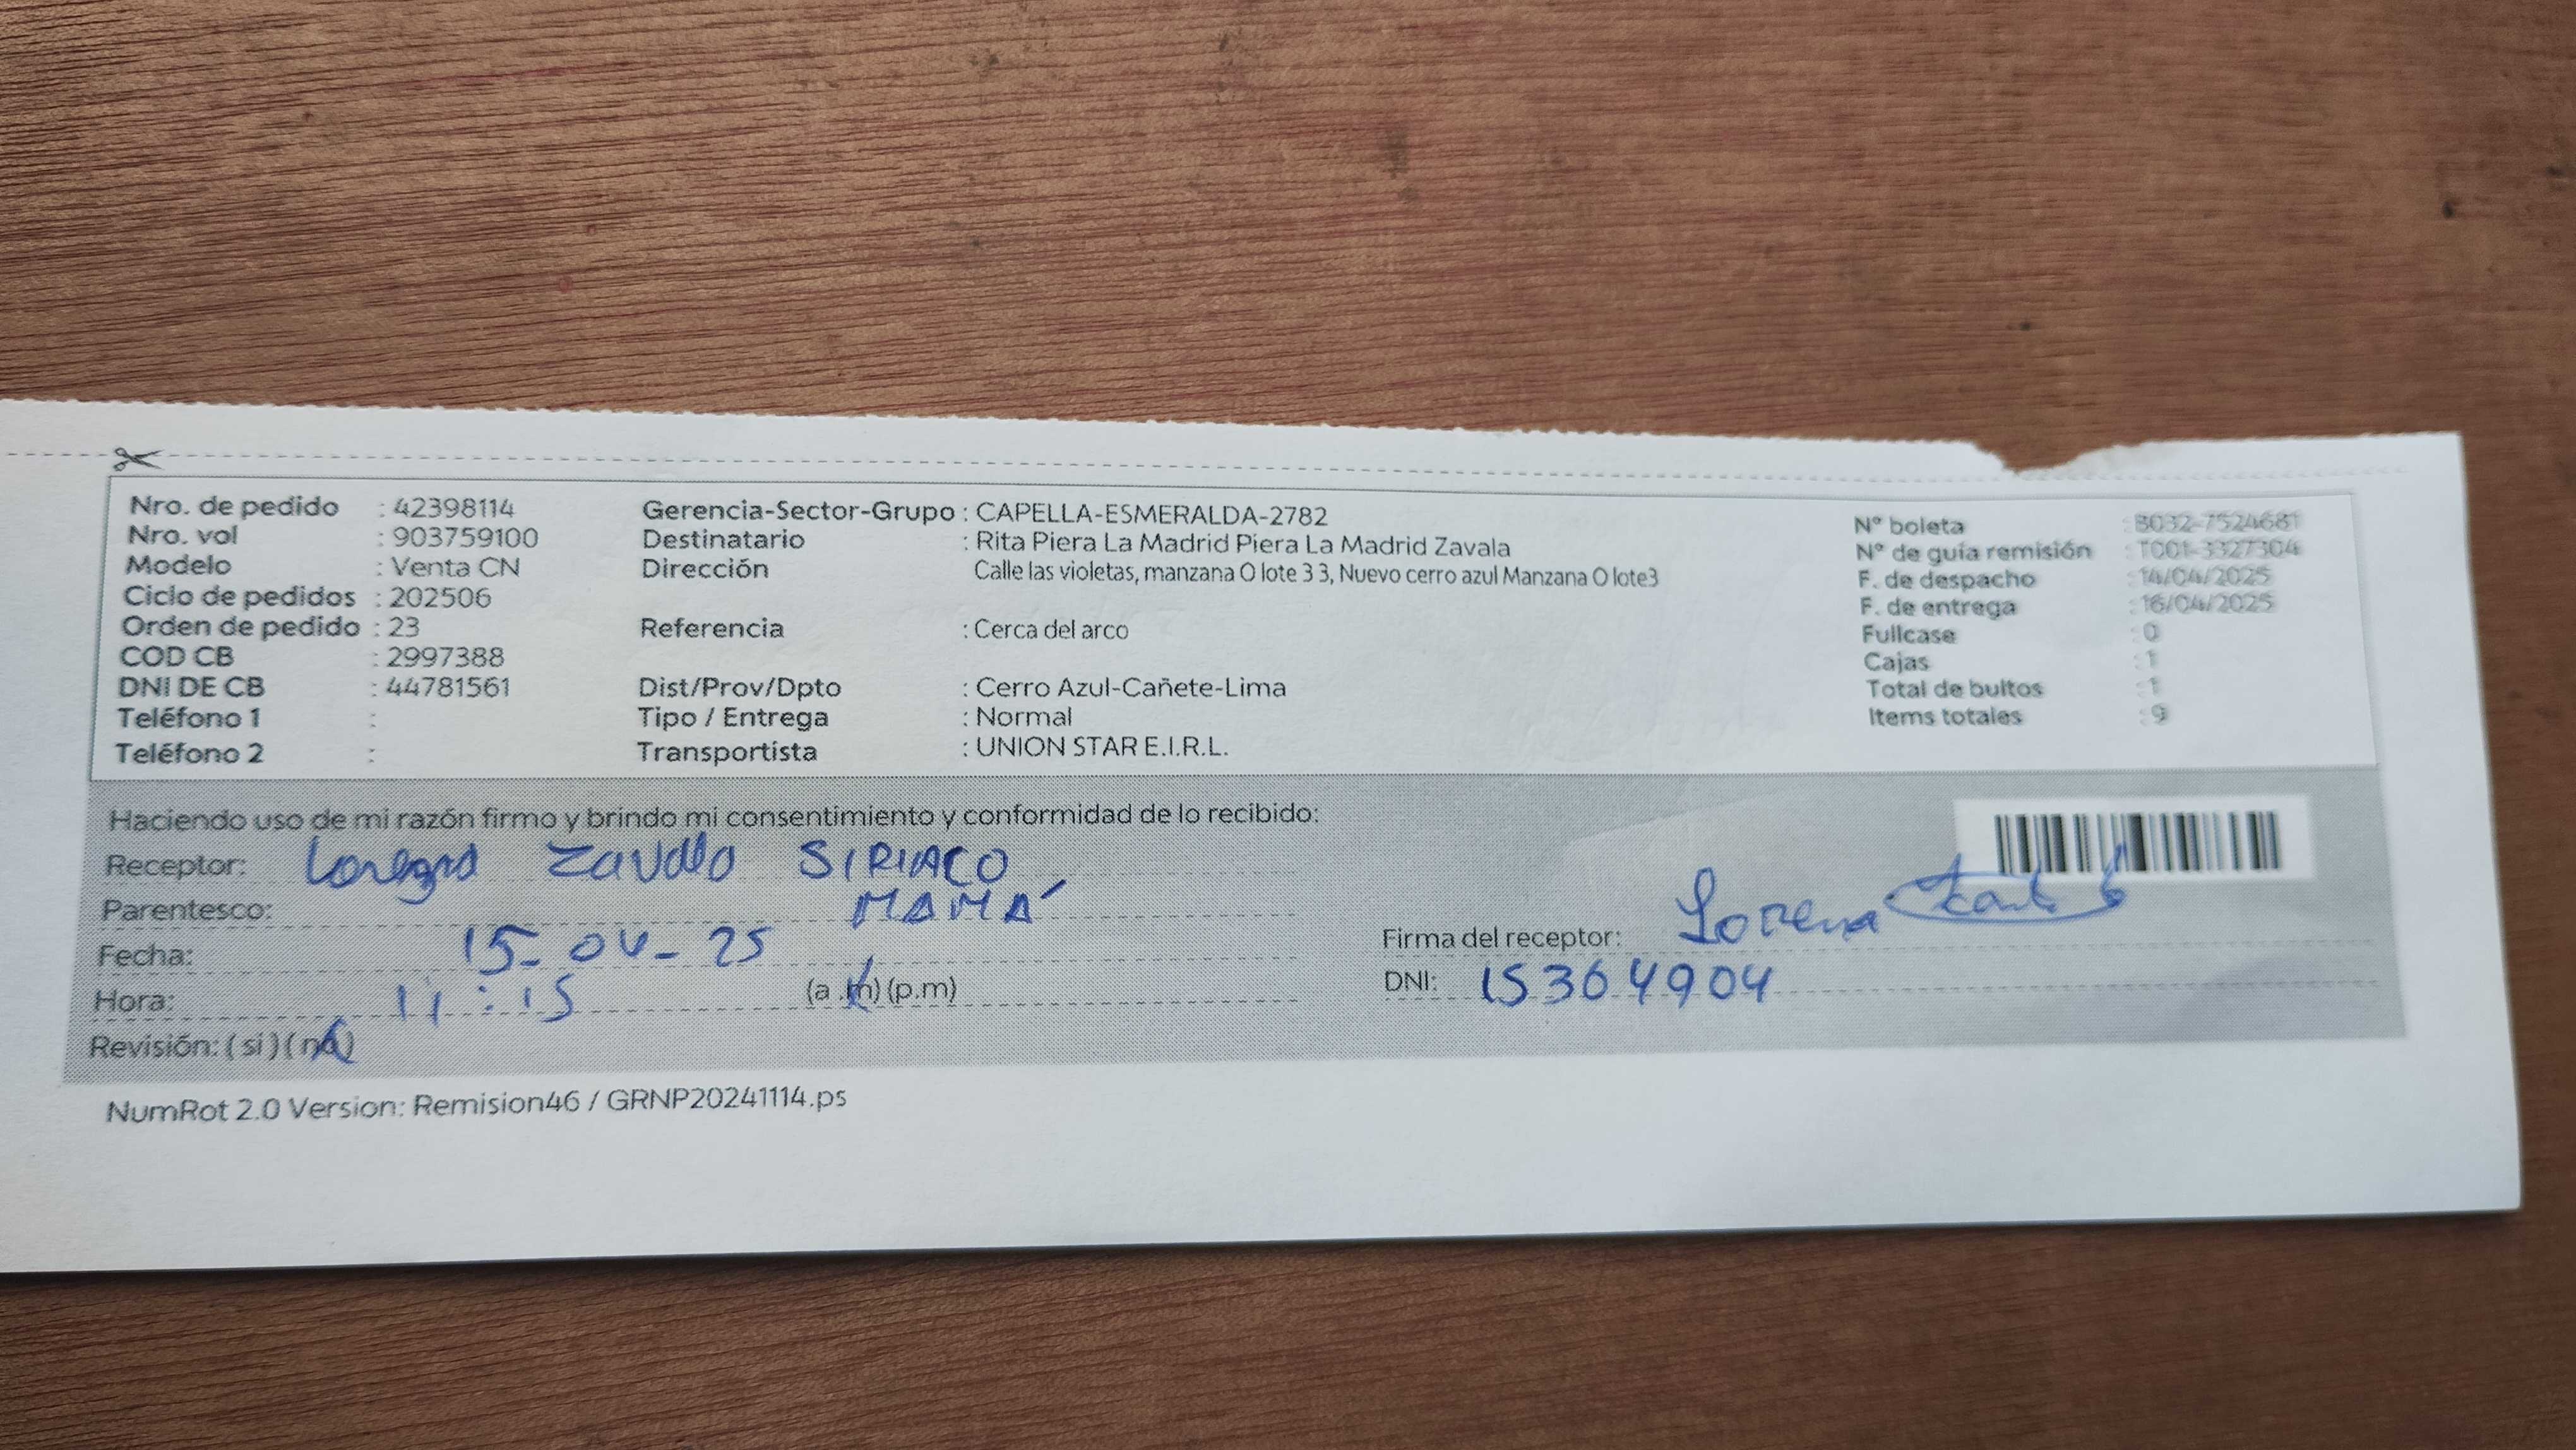 Nro. de pedido : 42398114
Nro. vol : 903759100
Modelo : Venta CN
Ciclo de pedidos : 202506
Orden de pedido : 23
COD CB : 2997388
DNI DE CB : 44781561
Teléfono 1 :
Teléfono 2 :
Gerencia-Sector-Grupo : CAPELLA-ESMERALDA-2782
Destinatario : Rita Piera La Madrid Piera La Madrid Zavala
Dirección Calle las violetas, manzana O lote 3 3, Nuevo cerro azul Manzana O lote3
Referencia : Cerca del arco
Dist/Prov/Dpto : Cerro Azul-Cañete-Lima
Tipo / Entrega : Normal
Transportista : UNION STAR E.I.R.L.
N° boleta : B032-7524681
N° de guía remisión : T001-3327304
F. de despacho : 14/04/2025
F. de entrega : 16/04/2025
Fullcase : 0
Cajas : 1
Total de bultos : 1
Items totales : 9
Haciendo uso de mi razón firmo y brindo mi consentimiento y conformidad de lo recibido:
Receptor: Zavala SIRIACO
Parentesco: MAMÁ
Fecha: 15-04-25
Hora: 11:15 (a.m) (p.m)
Revisión: (si) (no)
Firma del receptor: Lorena
DNI: 15364904
NumRot 2.0 Version: Remision46 / GRNP20241114.ps